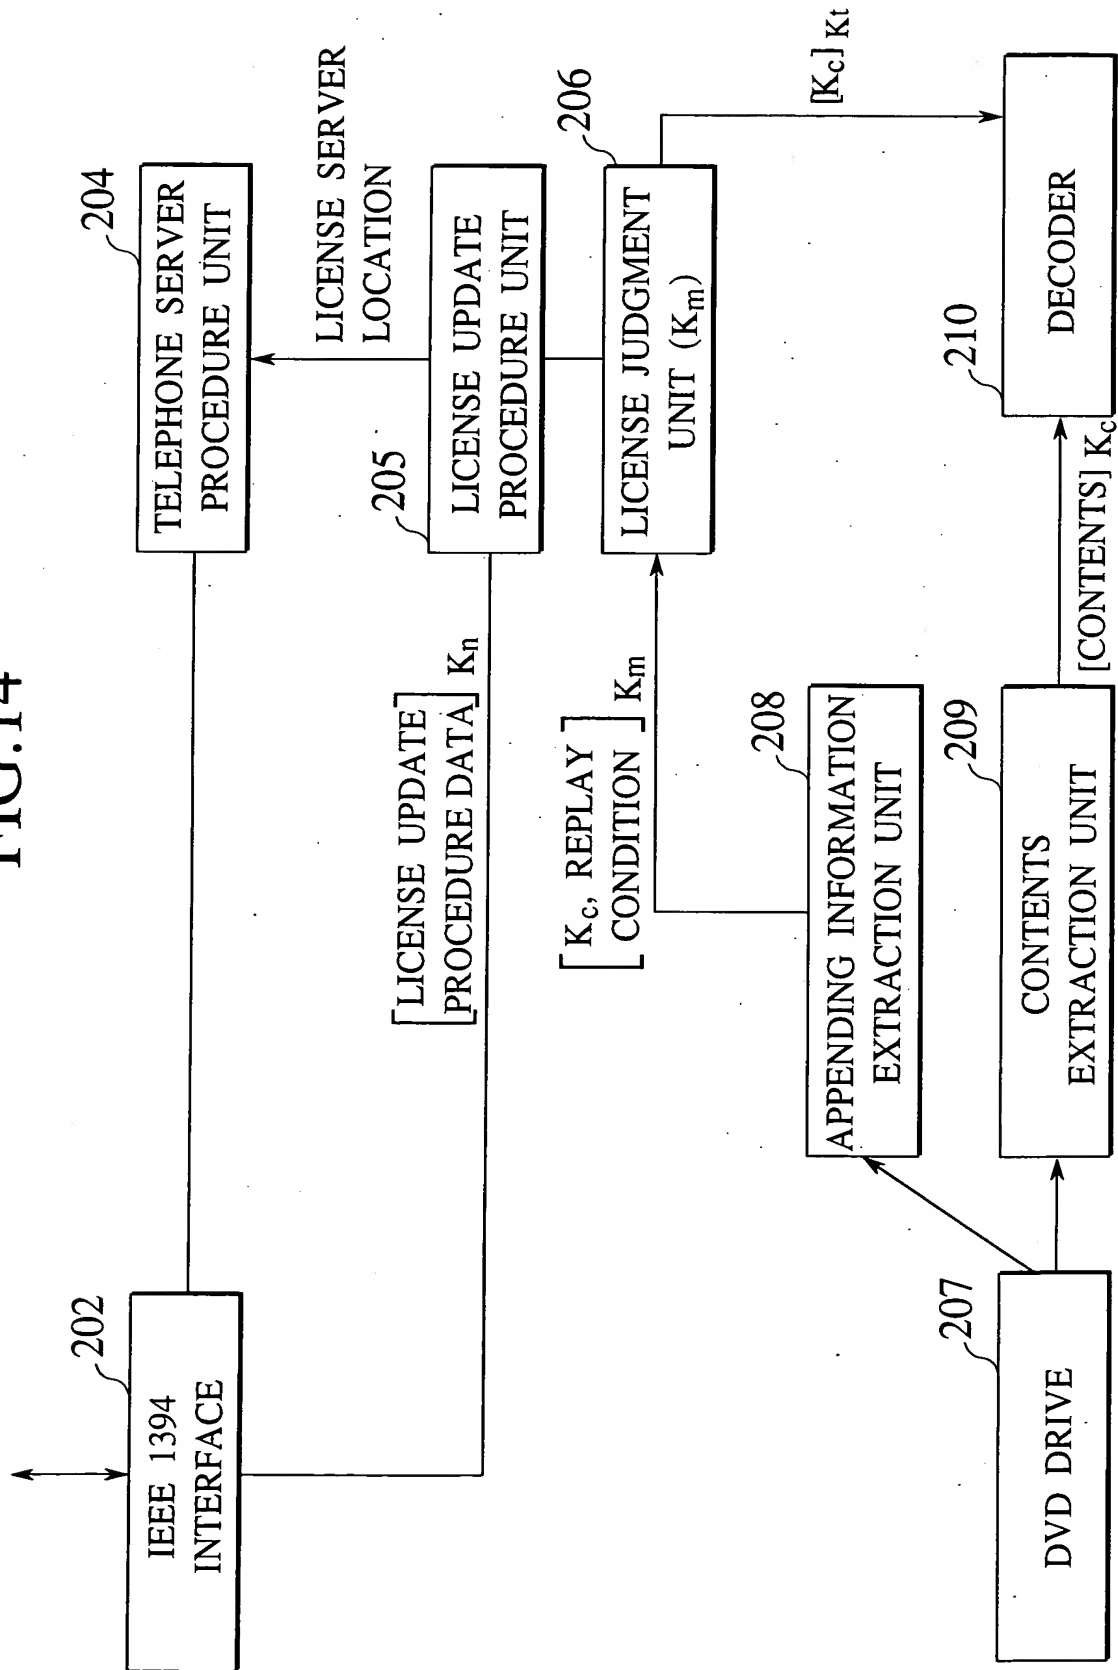 FIG.14
202
IEEE 1394
INTERFACE
204
TELEPHONE SERVER
PROCEDURE UNIT
LICENSE SERVER
LOCATION
[LICENSE UPDATE
PROCEDURE DATA] Kn
205
LICENSE UPDATE
PROCEDURE UNIT
[Kc, REPLAY
CONDITION] Km
206
LICENSE JUDGMENT
UNIT (Km)
[Kc] Kt
208
APPENDING INFORMATION
EXTRACTION UNIT
207
DVD DRIVE
209
CONTENTS
EXTRACTION UNIT
[CONTENTS] Kc
210
DECODER